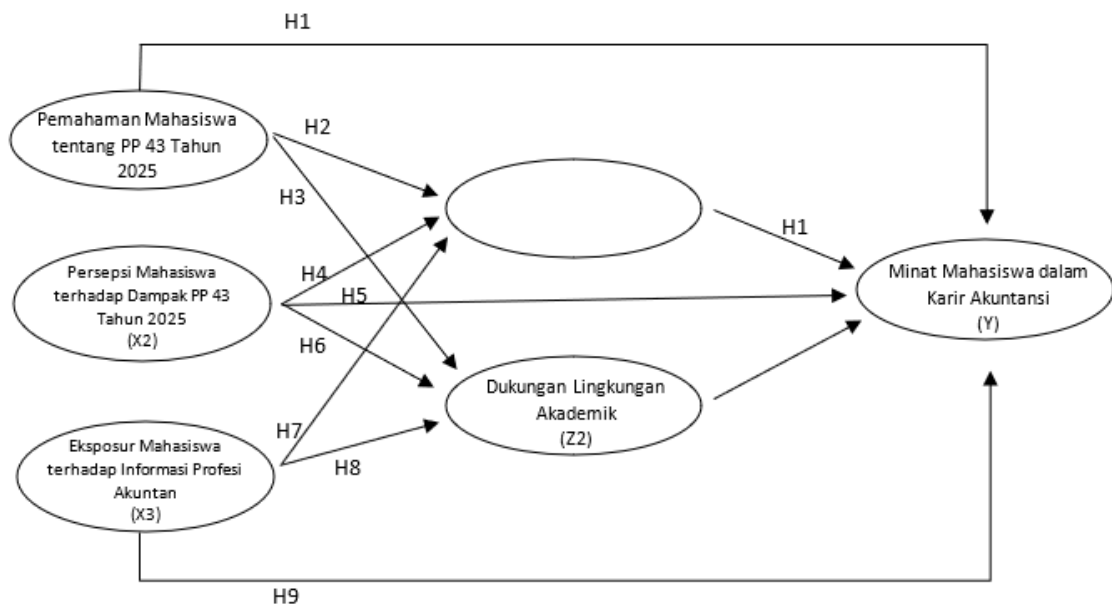 H1
Pemahaman Mahasiswa
tentang PP 43 Tahun
2025
H2
H3
Persepsi Mahasiswa
terhadap Dampak PP 43
Tahun 2025
(X2)
H4
H5
H6
H1
Minat Mahasiswa dalam
Karir Akuntansi
(Y)
Dukungan Lingkungan
Akademik
(Z2)
Eksposur Mahasiswa
terhadap Informasi Profesi
Akuntan
(X3)
H7
H8
H9